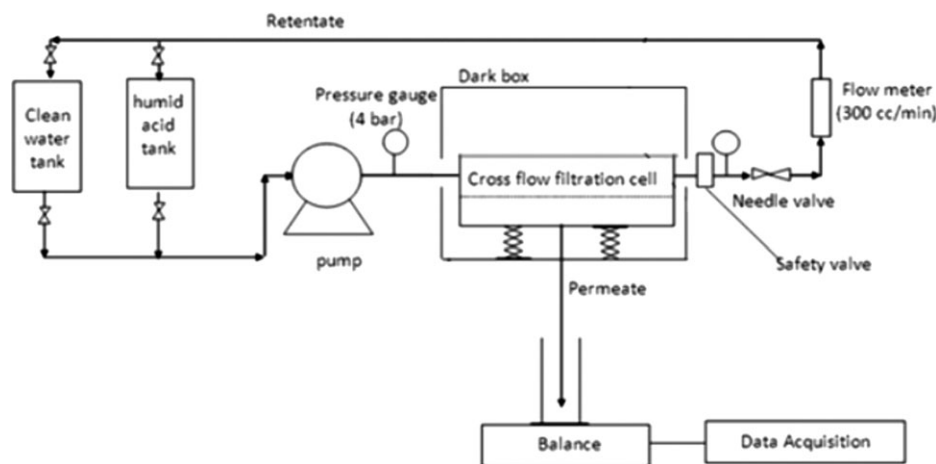 Retentate
Dark box
Pressure gauge
(4 bar)
Flow meter
(300 cc/min)
Clean
water
tank
humid
acid
tank
Cross flow filtration cell
Needle valve
pump
Safety valve
Permeate
Balance
Data Acquisition